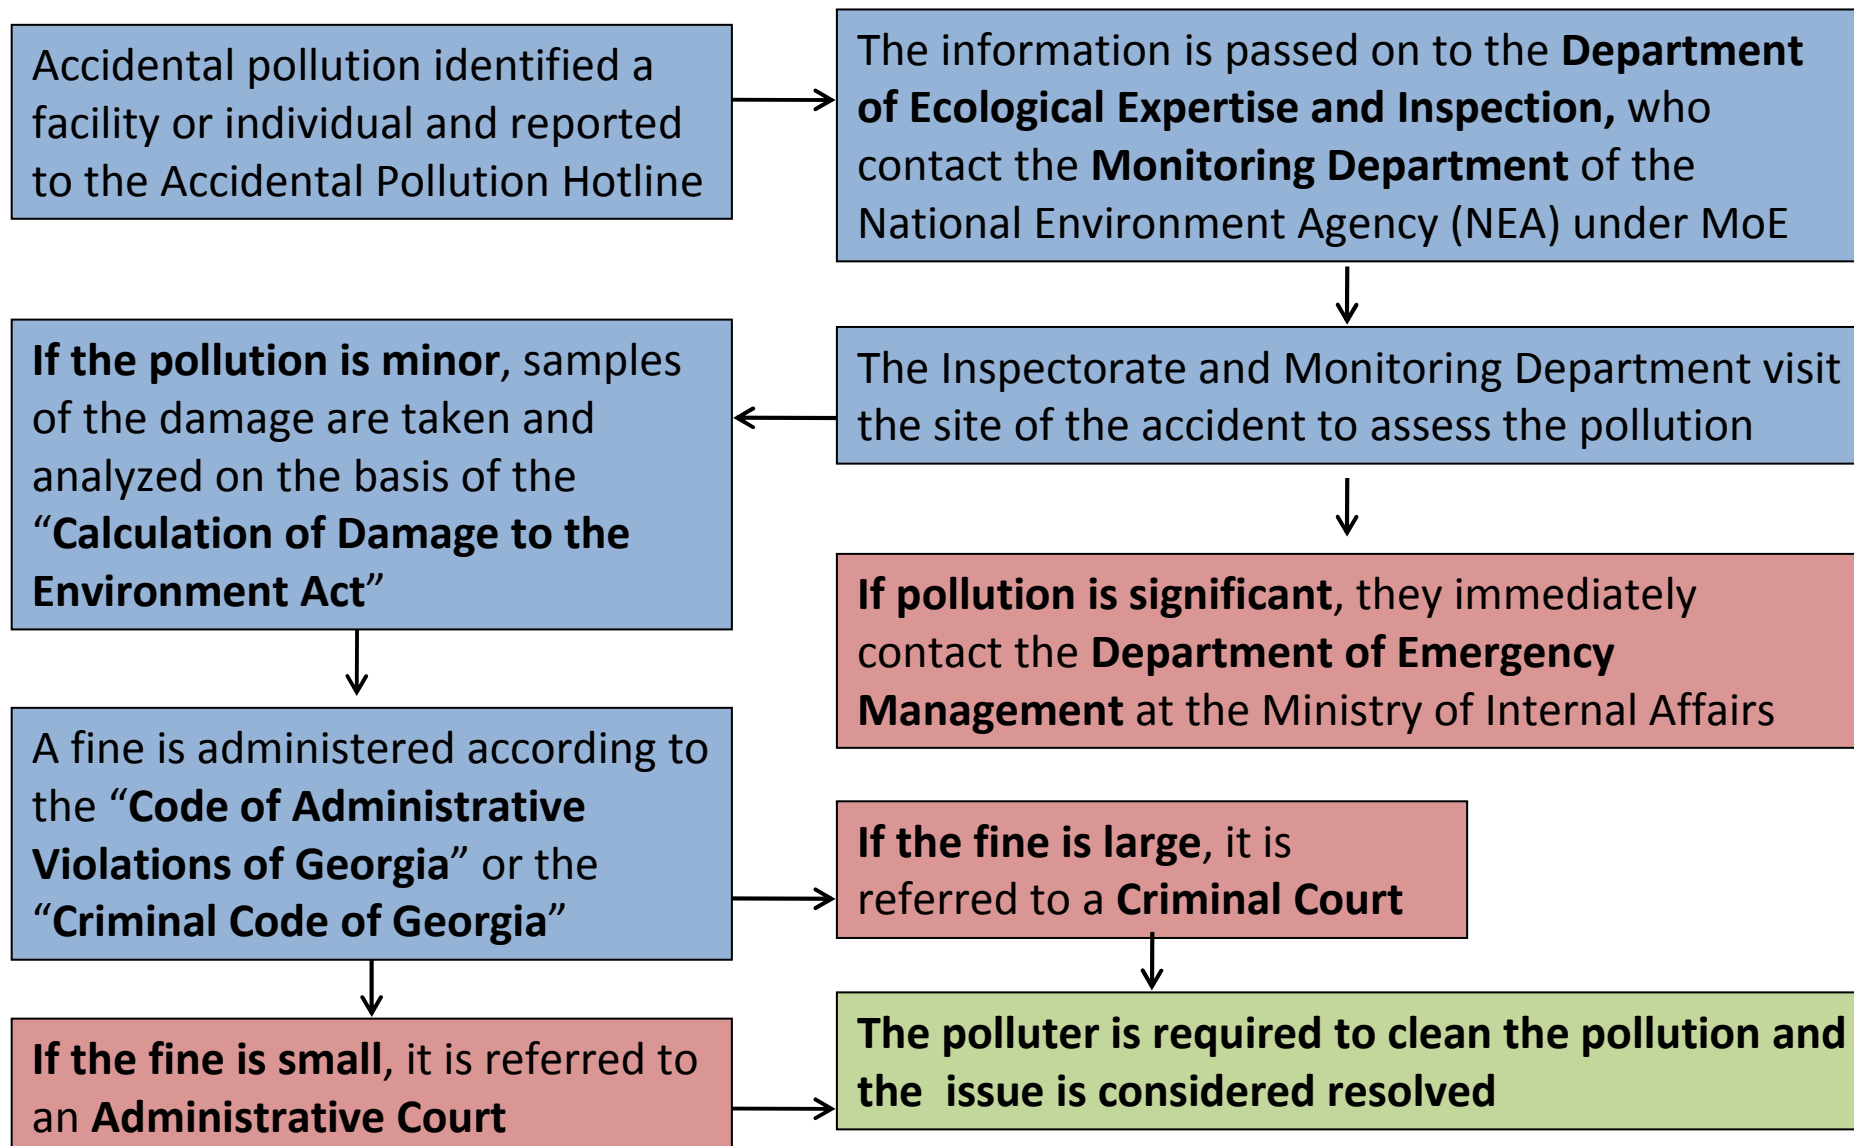 Accidental pollution identified a
facility or individual and reported
to the Accidental Pollution Hotline
The information is passed on to the Department
of Ecological Expertise and Inspection, who
contact the Monitoring Department of the
National Environment Agency (NEA) under MoE
The Inspectorate and Monitoring Department visit
the site of the accident to assess the pollution
If the pollution is minor, samples
of the damage are taken and
analyzed on the basis of the
“Calculation of Damage to the
Environment Act”
If pollution is significant, they immediately
contact the Department of Emergency
Management at the Ministry of Internal Affairs
A fine is administered according to
the “Code of Administrative
Violations of Georgia” or the
“Criminal Code of Georgia”
If the fine is large, it is
referred to a Criminal Court
If the fine is small, it is referred to
an Administrative Court
The polluter is required to clean the pollution and
the  issue is considered resolved